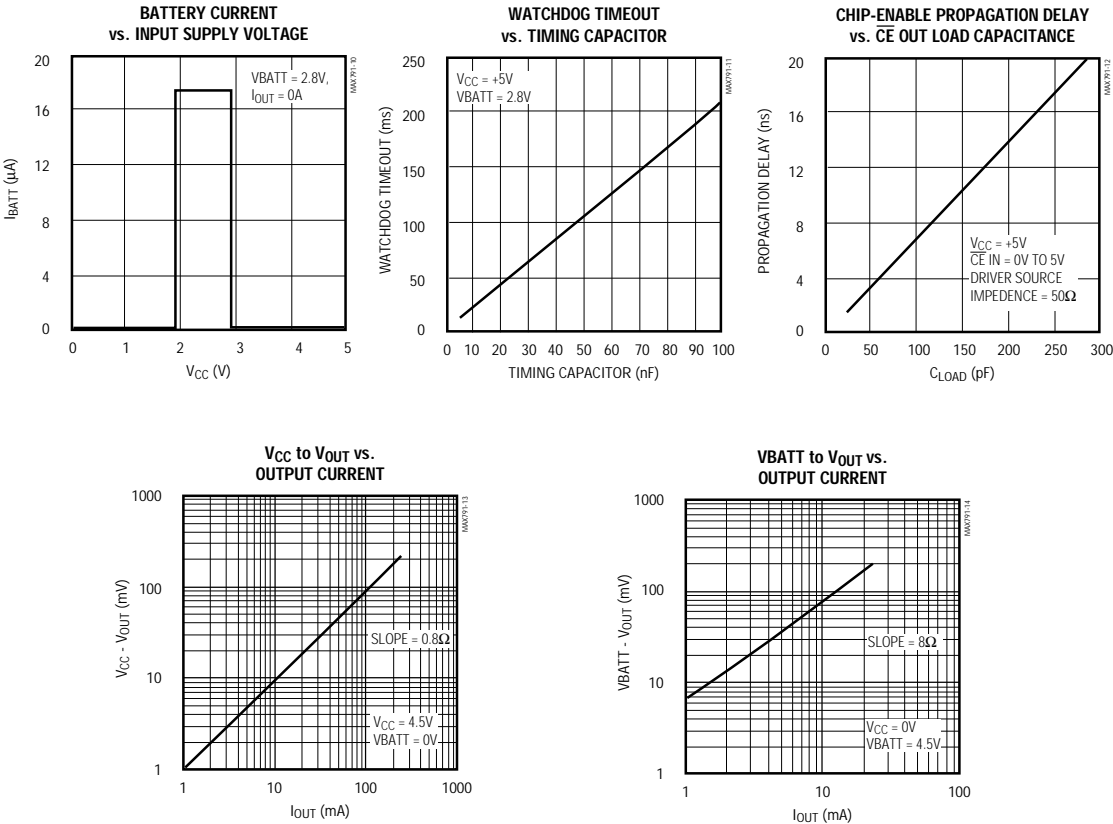 BATTERY CURRENT
vs. INPUT SUPPLY VOLTAGE
20
16
12
8
4
0
IBATT (µA)
VBATT = 2.8V,
IOUT = 0A
MAX791-10
0 1 2 3 4 5
VCC (V)
WATCHDOG TIMEOUT
vs. TIMING CAPACITOR
250
200
150
100
50
0
WATCHDOG TIMEOUT (ms)
VCC = +5V
VBATT = 2.8V
MAX791-11
0 10 20 30 40 50 60 70 80 90 100
TIMING CAPACITOR (nF)
CHIP-ENABLE PROPAGATION DELAY
vs. C̅E̅ OUT LOAD CAPACITANCE
20
16
12
8
4
0
PROPAGATION DELAY (ns)
VCC = +5V
C̅E̅ IN = 0V TO 5V
DRIVER SOURCE
IMPEDENCE = 50Ω
MAX791-12
0 50 100 150 200 250 300
CLOAD (pF)
VCC to VOUT vs.
OUTPUT CURRENT
1000
100
10
1
VCC - VOUT (mV)
SLOPE = 0.8Ω
VCC = 4.5V
VBATT = 0V
MAX791-13
1 10 100 1000
IOUT (mA)
VBATT to VOUT vs.
OUTPUT CURRENT
1000
100
10
1
VBATT - VOUT (mV)
SLOPE = 8Ω
VCC = 0V
VBATT = 4.5V
MAX791-14
1 10 100
IOUT (mA)